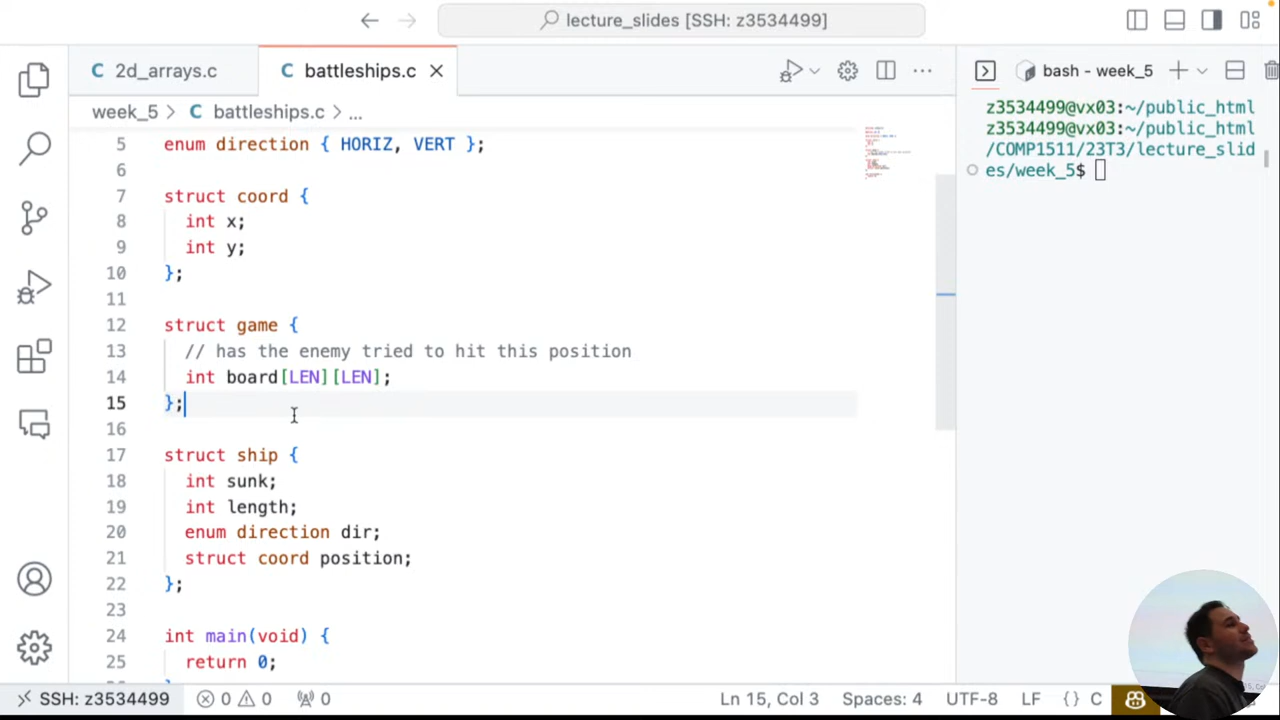 lecture_slides [SSH: z3534499]
2d_arrays.c
battleships.c
bash - week_5
week_5 > battleships.c > ...
5 enum direction { HORIZ, VERT };
6
7 struct coord {
8 int x;
9 int y;
10 };
11
12 struct game {
13 // has the enemy tried to hit this position
14 int board[LEN][LEN];
15 };
16
17 struct ship {
18 int sunk;
19 int length;
20 enum direction dir;
21 struct coord position;
22 };
23
24 int main(void) {
25 return 0;
z3534499@vx03:~/public_html
z3534499@vx03:~/public_html
/COMP1511/23T3/lecture_slid
es/week_5$
SSH: z3534499 0 0 0 Ln 15, Col 3 Spaces: 4 UTF-8 LF {} C